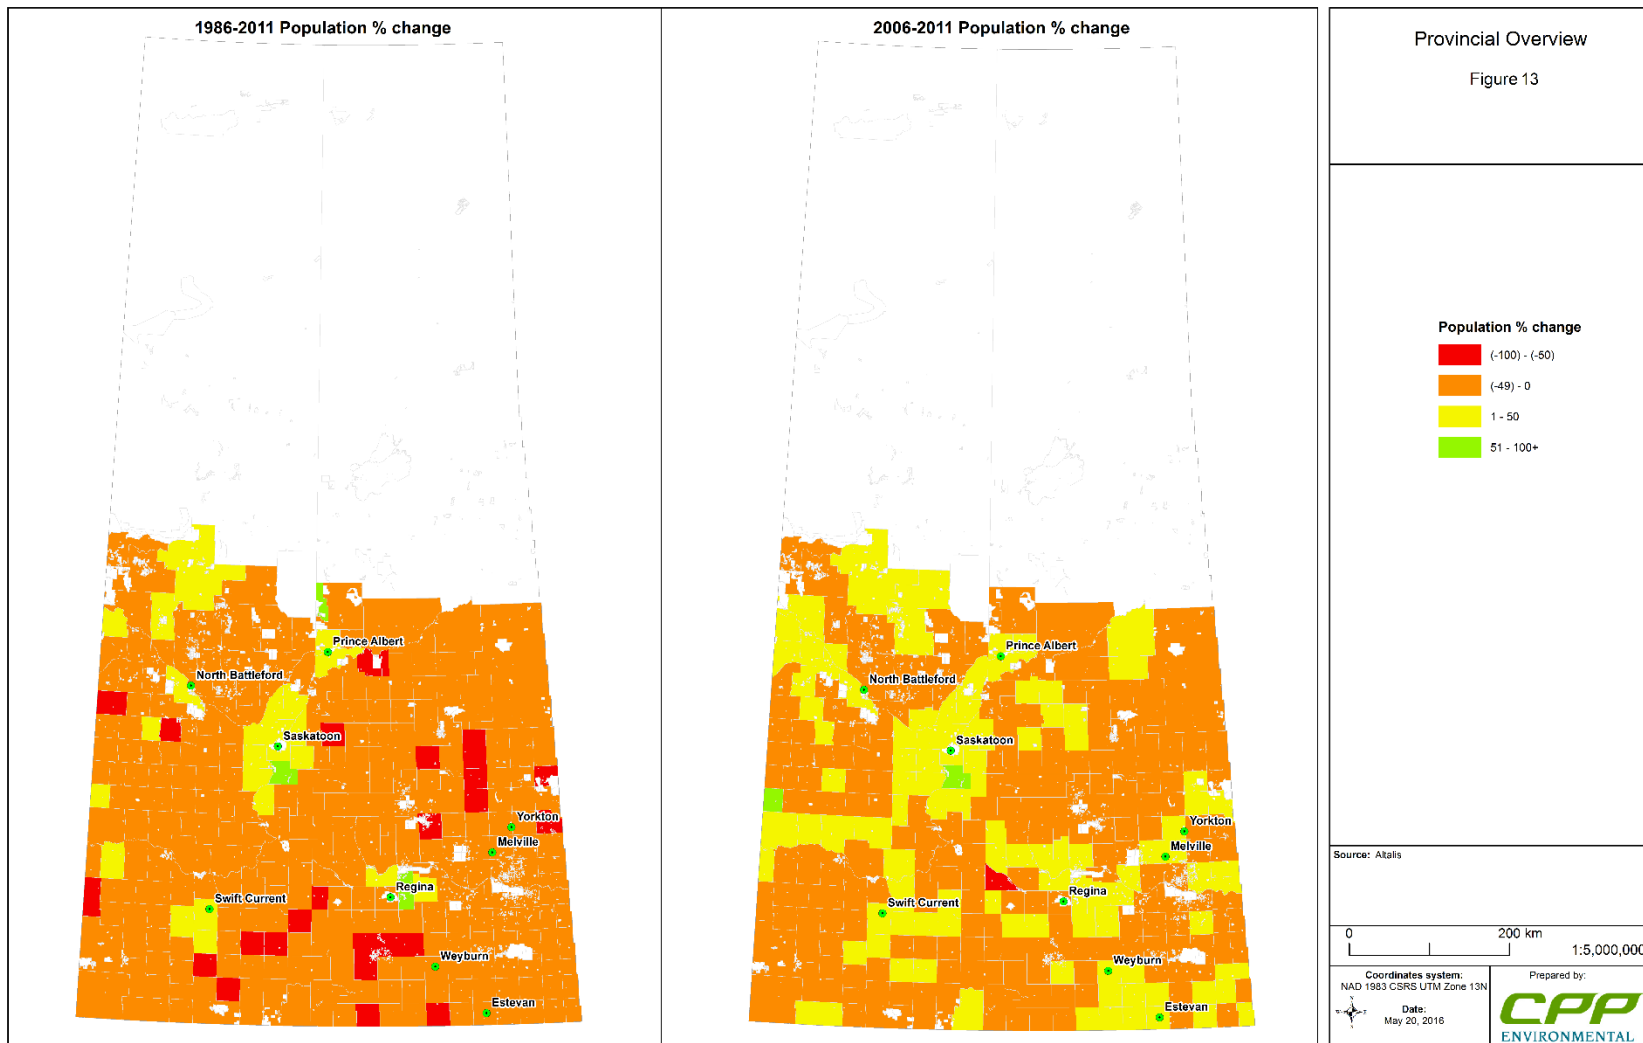 1986-2011 Population % change
Prince Albert
North Battleford
Saskatoon
Yorkton
Melville
Regina
Swift Current
Weyburn
Estevan
2006-2011 Population % change
Prince Albert
North Battleford
Saskatoon
Yorkton
Melville
Regina
Swift Current
Weyburn
Estevan
Provincial Overview
Figure 13
Population % change
(-100) - (-50)
(-49) - 0
1 - 50
51 - 100+
Source: Altalis
0 200 km
1:5,000,000
Coordinates system:
NAD 1983 CSRS UTM Zone 13N
Date:
May 20, 2016
Prepared by:
CPP
ENVIRONMENTAL